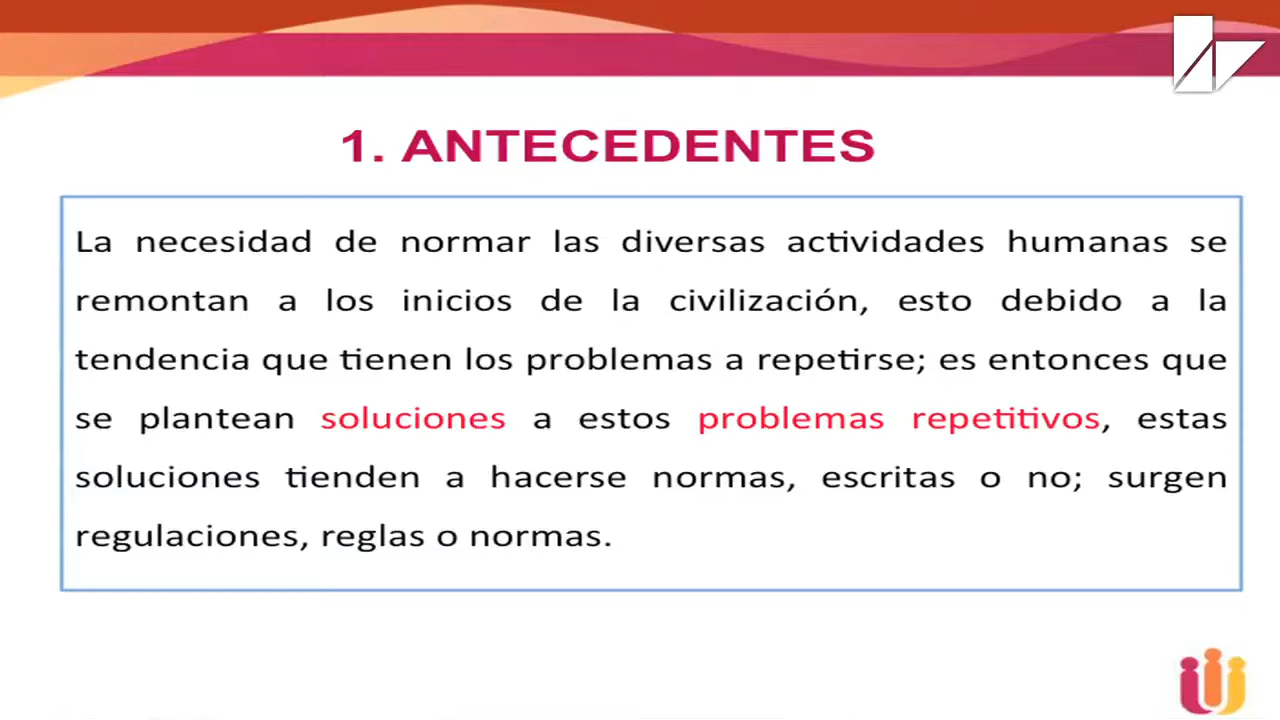 1. ANTECEDENTES
La necesidad de normar las diversas actividades humanas se
remontan a los inicios de la civilización, esto debido a la
tendencia que tienen los problemas a repetirse; es entonces que
se plantean soluciones a estos problemas repetitivos, estas
soluciones tienden a hacerse normas, escritas o no; surgen
regulaciones, reglas o normas.